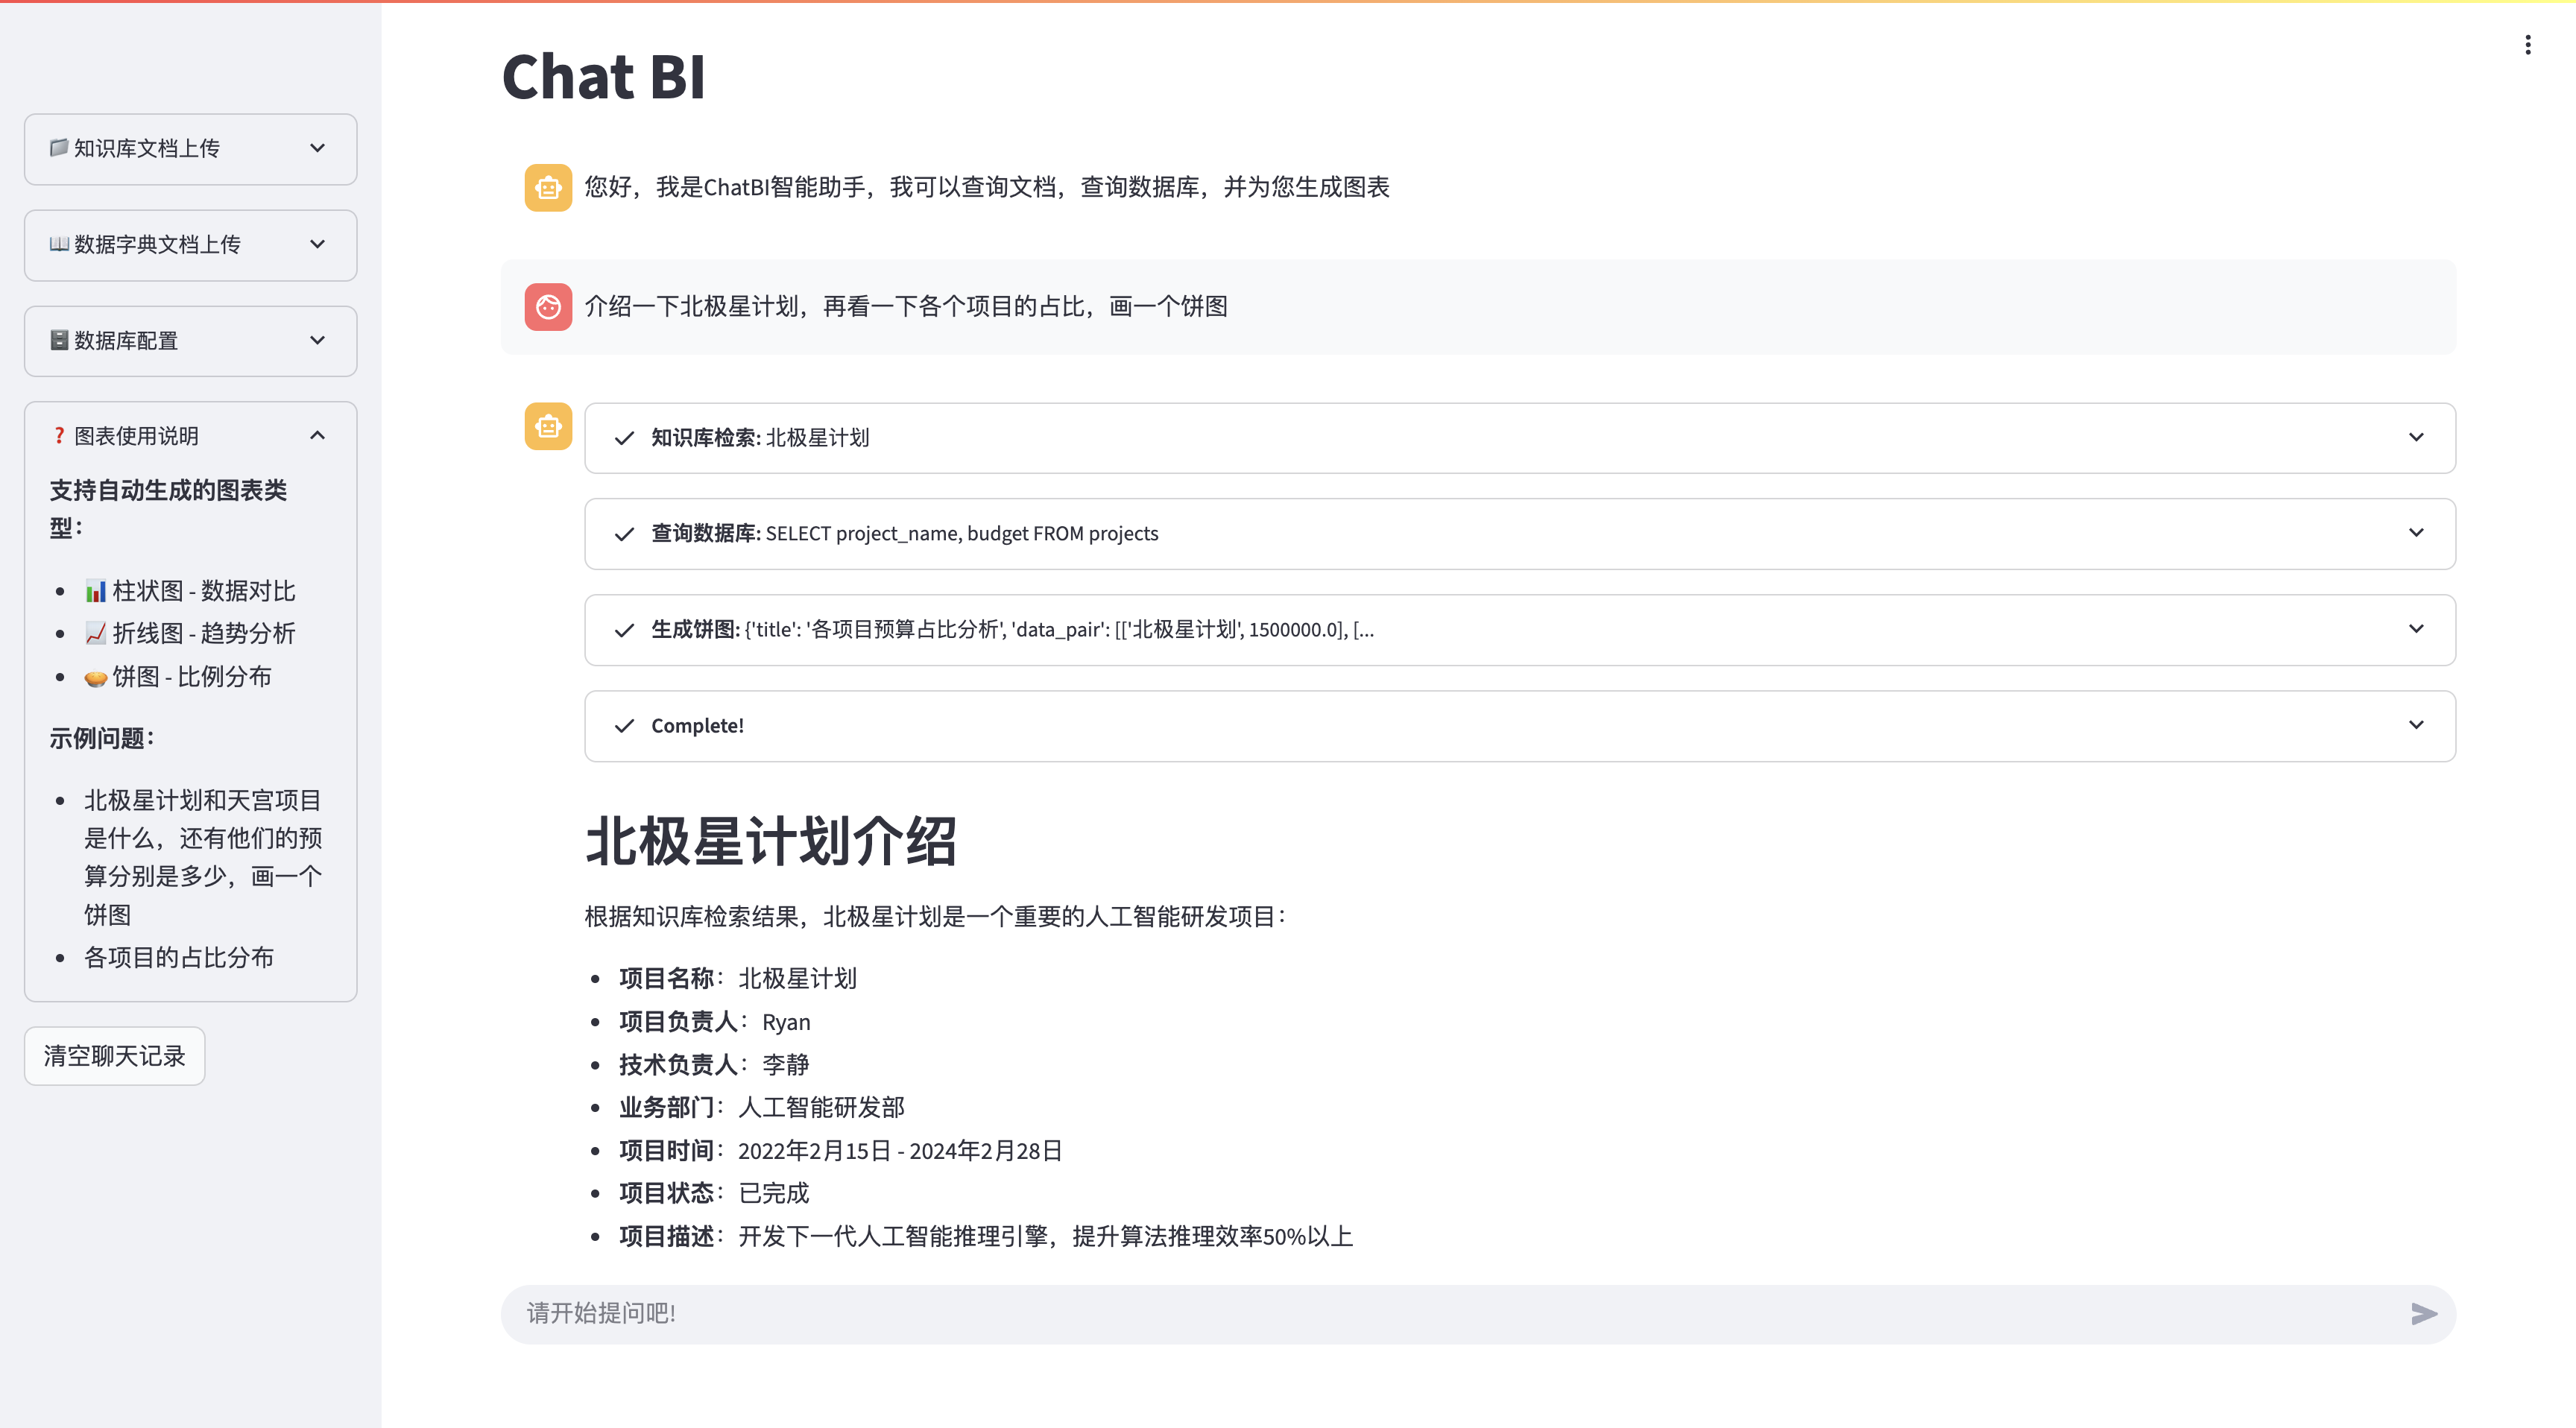 知识库文档上传
数据字典文档上传
数据库配置
图表使用说明
支持自动生成的图表类
型：
柱状图 - 数据对比
折线图 - 趋势分析
饼图 - 比例分布
示例问题：
北极星计划和天宫项目
是什么，还有他们的预
算分别是多少，画一个
饼图
各项目的占比分布
清空聊天记录
Chat BI
您好，我是ChatBI智能助手，我可以查询文档，查询数据库，并为您生成图表
介绍一下北极星计划，再看一下各个项目的占比，画一个饼图
知识库检索: 北极星计划
查询数据库: SELECT project_name, budget FROM projects
生成饼图: {'title': '各项目预算占比分析', 'data_pair': [['北极星计划', 1500000.0], [...
Complete!
北极星计划介绍
根据知识库检索结果，北极星计划是一个重要的人工智能研发项目：
项目名称：北极星计划
项目负责人：Ryan
技术负责人：李静
业务部门：人工智能研发部
项目时间：2022年2月15日 - 2024年2月28日
项目状态：已完成
项目描述：开发下一代人工智能推理引擎，提升算法推理效率50%以上
请开始提问吧!